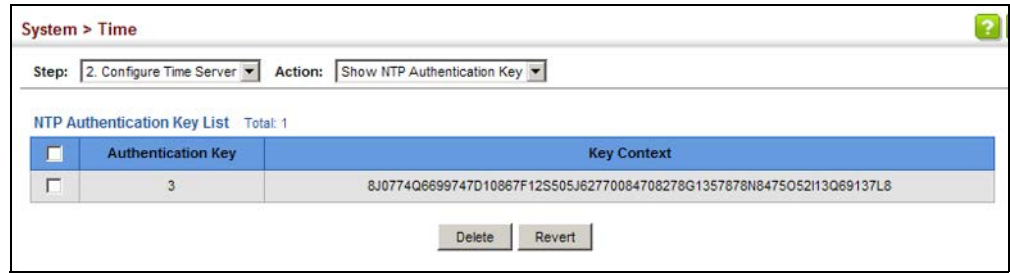 System > Time
?
Step: 2. Configure Time Server Action: Show NTP Authentication Key
NTP Authentication Key List Total: 1
Authentication Key Key Context
3 8J0774Q6699747D10867F12S505J62770084708278G1357878N8475O52I13Q69137L8
Delete Revert